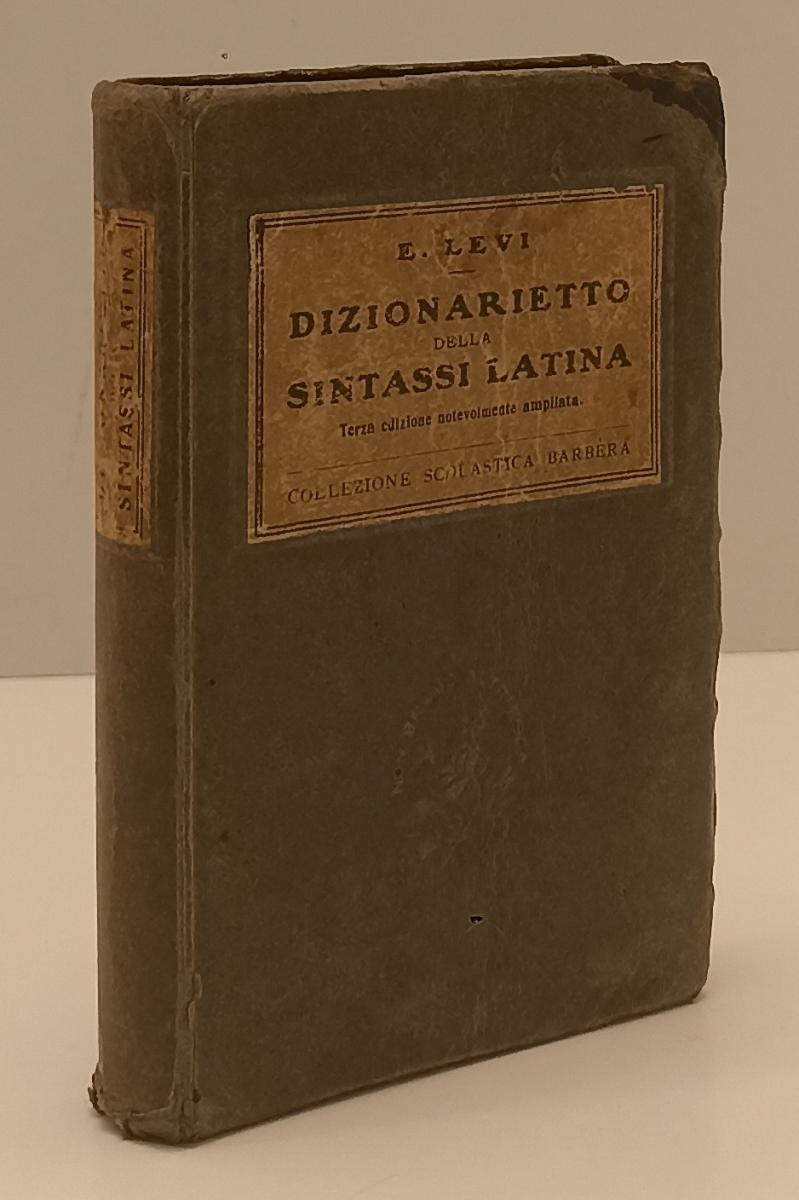 E. LEVI
DIZIONARIETTO
DELLA
SINTASSI LATINA
Terza edizione notevolmente ampliata.
COLLEZIONE SCOLASTICA BARBÈRA
SINTASSI LATINA